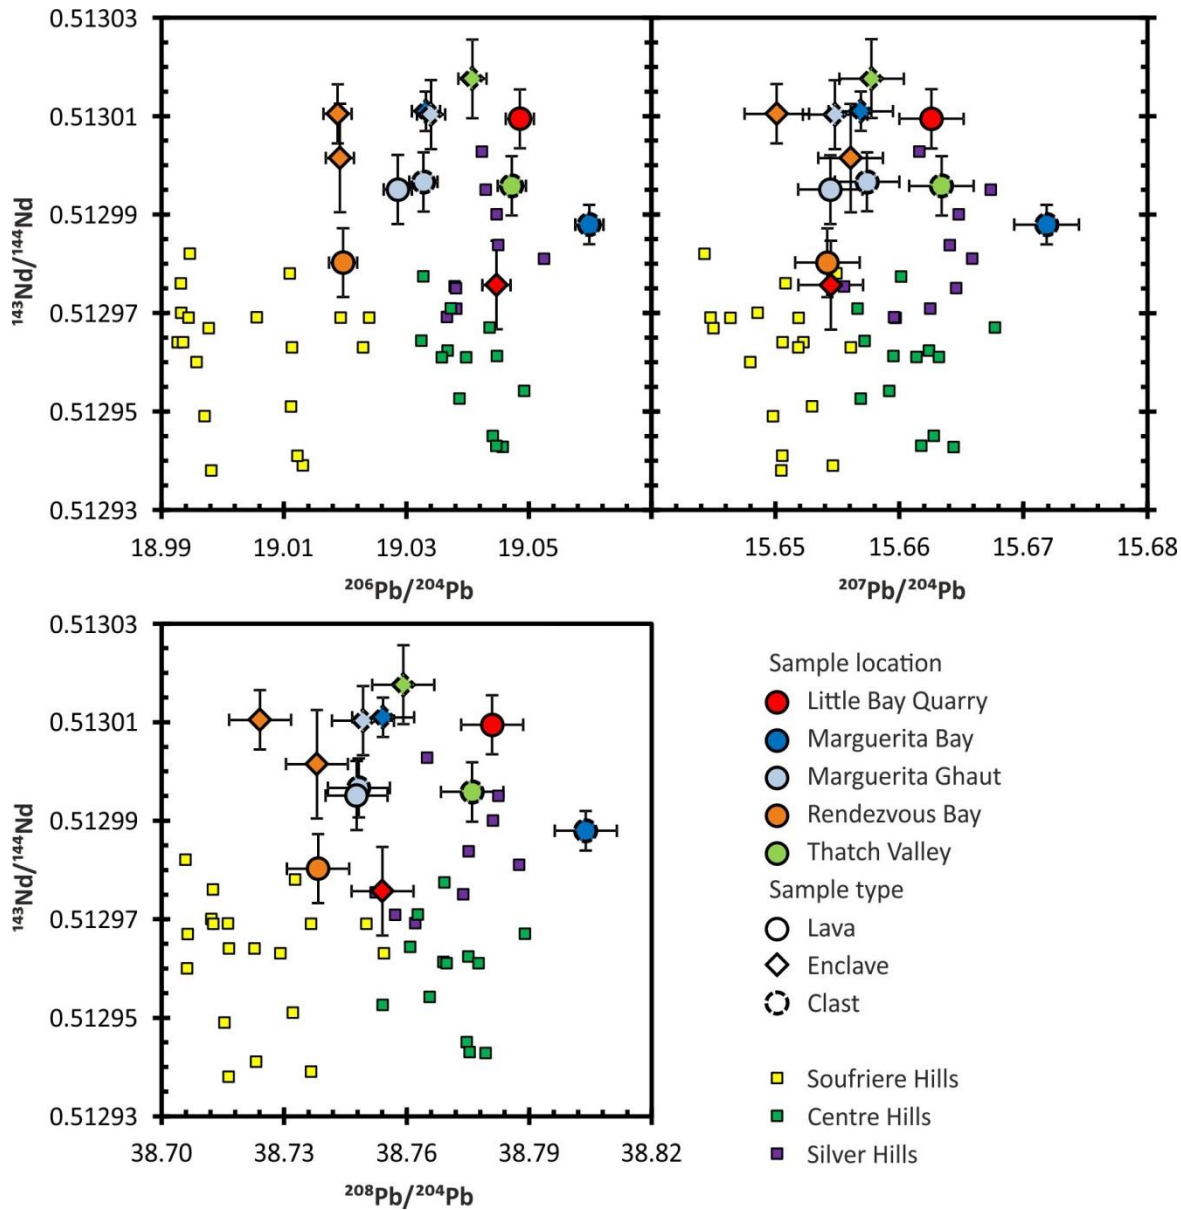 0.51303
0.51301
0.51299
0.51297
0.51295
0.51293
¹⁴³Nd/¹⁴⁴Nd
18.99 19.01 19.03 19.05
²⁰⁶Pb/²⁰⁴Pb
15.65 15.66 15.67 15.68
²⁰⁷Pb/²⁰⁴Pb
0.51303
0.51301
0.51299
0.51297
0.51295
0.51293
¹⁴³Nd/¹⁴⁴Nd
38.70 38.73 38.76 38.79 38.82
²⁰⁸Pb/²⁰⁴Pb
Sample location
Little Bay Quarry
Marguerita Bay
Marguerita Ghaut
Rendezvous Bay
Thatch Valley
Sample type
Lava
Enclave
Clast
Soufriere Hills
Centre Hills
Silver Hills